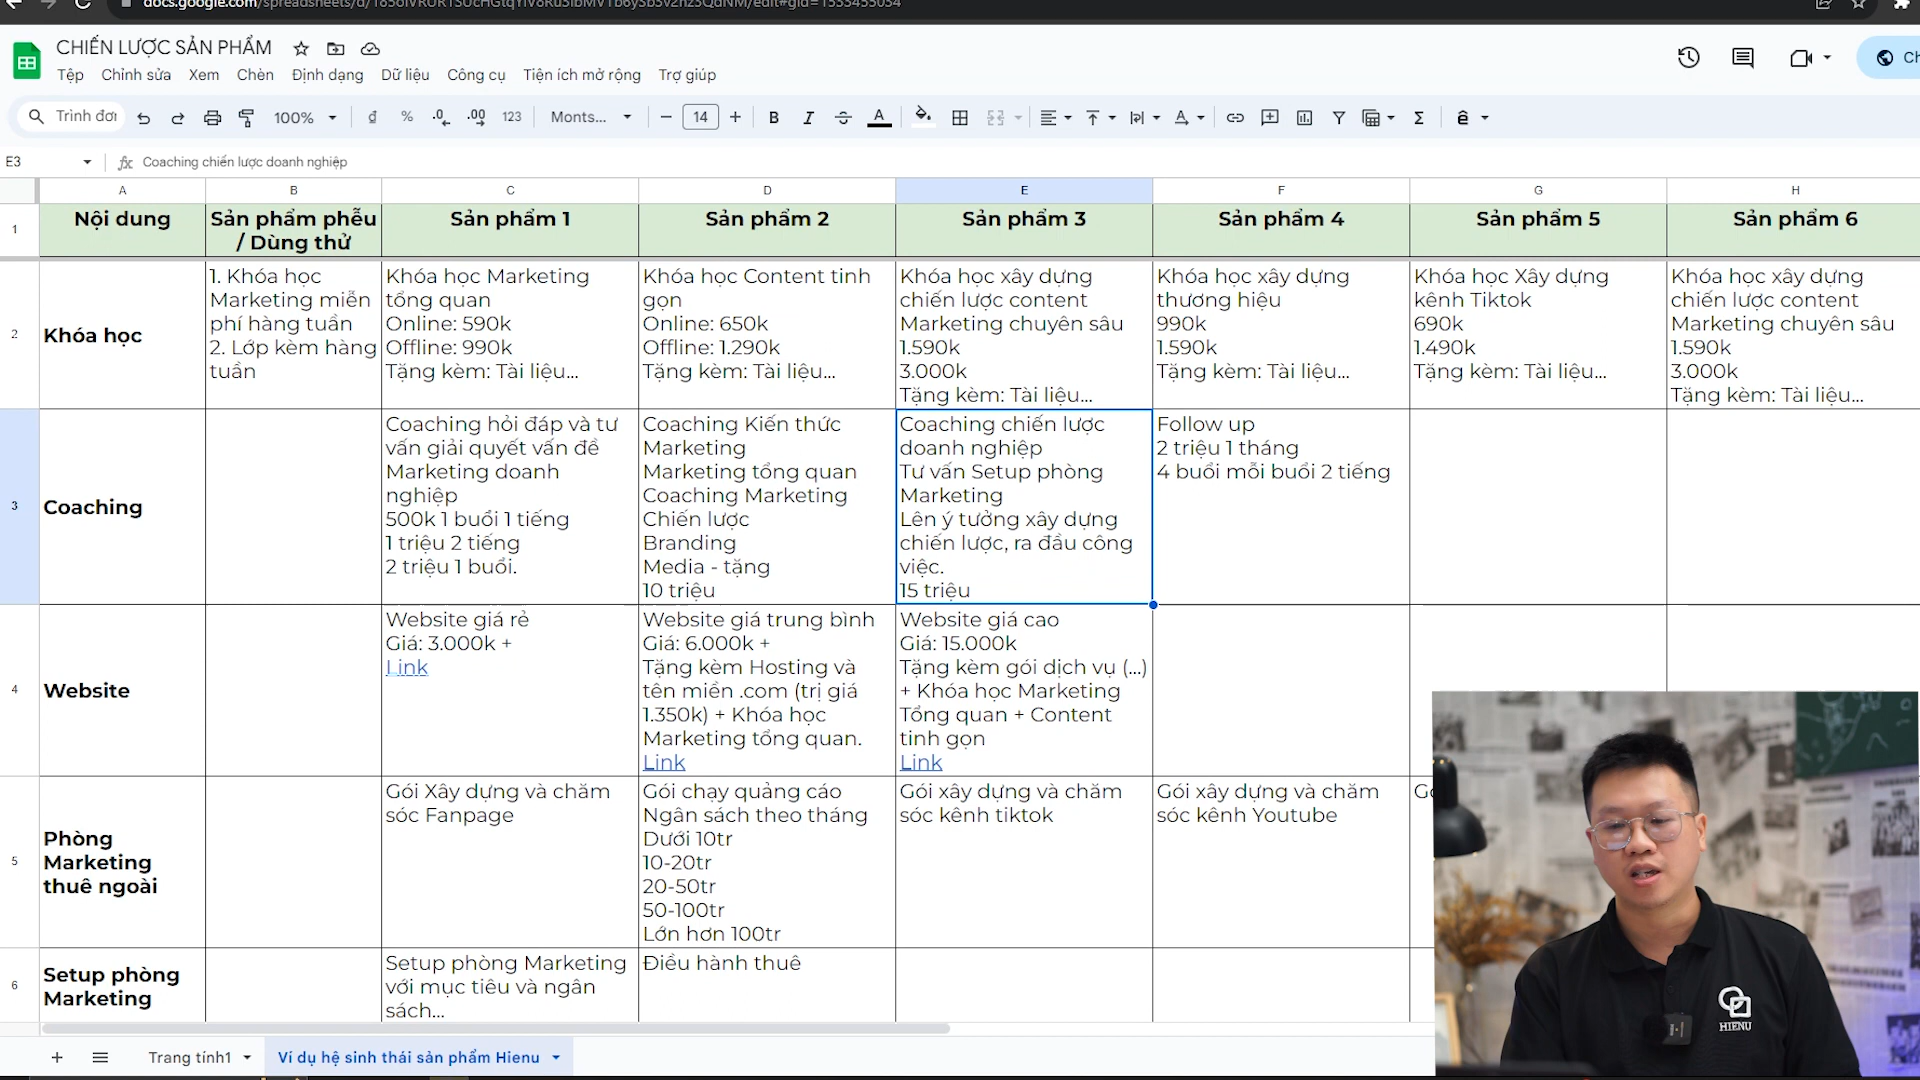 CHIẾN LƯỢC SẢN PHẨM
Tệp Chỉnh sửa Xem Chèn Định dạng Dữ liệu Công cụ Tiện ích mở rộng Trợ giúp
100% đ % .0 .00 123 Monts... 14 B I A
E3 fx Coaching chiến lược doanh nghiệp
A B C D E F G H
1
Nội dung
Sản phẩm phễu
/ Dùng thử
Sản phẩm 1
Sản phẩm 2
Sản phẩm 3
Sản phẩm 4
Sản phẩm 5
Sản phẩm 6
2
Khóa học
1. Khóa học
Marketing miễn
phí hàng tuần
2. Lớp kèm hàng
tuần
Khóa học Marketing
tổng quan
Online: 590k
Offline: 990k
Tặng kèm: Tài liệu...
Khóa học Content tinh
gọn
Online: 650k
Offline: 1.290k
Tặng kèm: Tài liệu...
Khóa học xây dựng
chiến lược content
Marketing chuyên sâu
1.590k
3.000k
Tặng kèm: Tài liệu...
Khóa học xây dựng
thương hiệu
990k
1.590k
Tặng kèm: Tài liệu...
Khóa học Xây dựng
kênh Tiktok
690k
1.490k
Tặng kèm: Tài liệu...
Khóa học xây dựng
chiến lược content
Marketing chuyên sâu
1.590k
3.000k
Tặng kèm: Tài liệu...
3
Coaching
Coaching hỏi đáp và tư
vấn giải quyết vấn đề
Marketing doanh
nghiệp
500k 1 buổi 1 tiếng
1 triệu 2 tiếng
2 triệu 1 buổi.
Coaching Kiến thức
Marketing
Marketing tổng quan
Coaching Marketing
Chiến lược
Branding
Media - tặng
10 triệu
Coaching chiến lược
doanh nghiệp
Tư vấn Setup phòng
Marketing
Lên ý tưởng xây dựng
chiến lược, ra đầu công
việc.
15 triệu
Follow up
2 triệu 1 tháng
4 buổi mỗi buổi 2 tiếng
4
Website
Website giá rẻ
Giá: 3.000k +
Link
Website giá trung bình
Giá: 6.000k +
Tặng kèm Hosting và
tên miền .com (trị giá
1.350k) + Khóa học
Marketing tổng quan.
Link
Website giá cao
Giá: 15.000k
Tặng kèm gói dịch vụ (...)
+ Khóa học Marketing
Tổng quan + Content
tinh gọn
Link
5
Phòng
Marketing
thuê ngoài
Gói Xây dựng và chăm
sóc Fanpage
Gói chạy quảng cáo
Ngân sách theo tháng
Dưới 10tr
10-20tr
20-50tr
50-100tr
Lớn hơn 100tr
Gói xây dựng và chăm
sóc kênh tiktok
Gói xây dựng và chăm
sóc kênh Youtube
6
Setup phòng
Marketing
Setup phòng Marketing
với mục tiêu và ngân
sách...
Điều hành thuê
Trang tính1 Ví dụ hệ sinh thái sản phẩm Hienu
HIENU